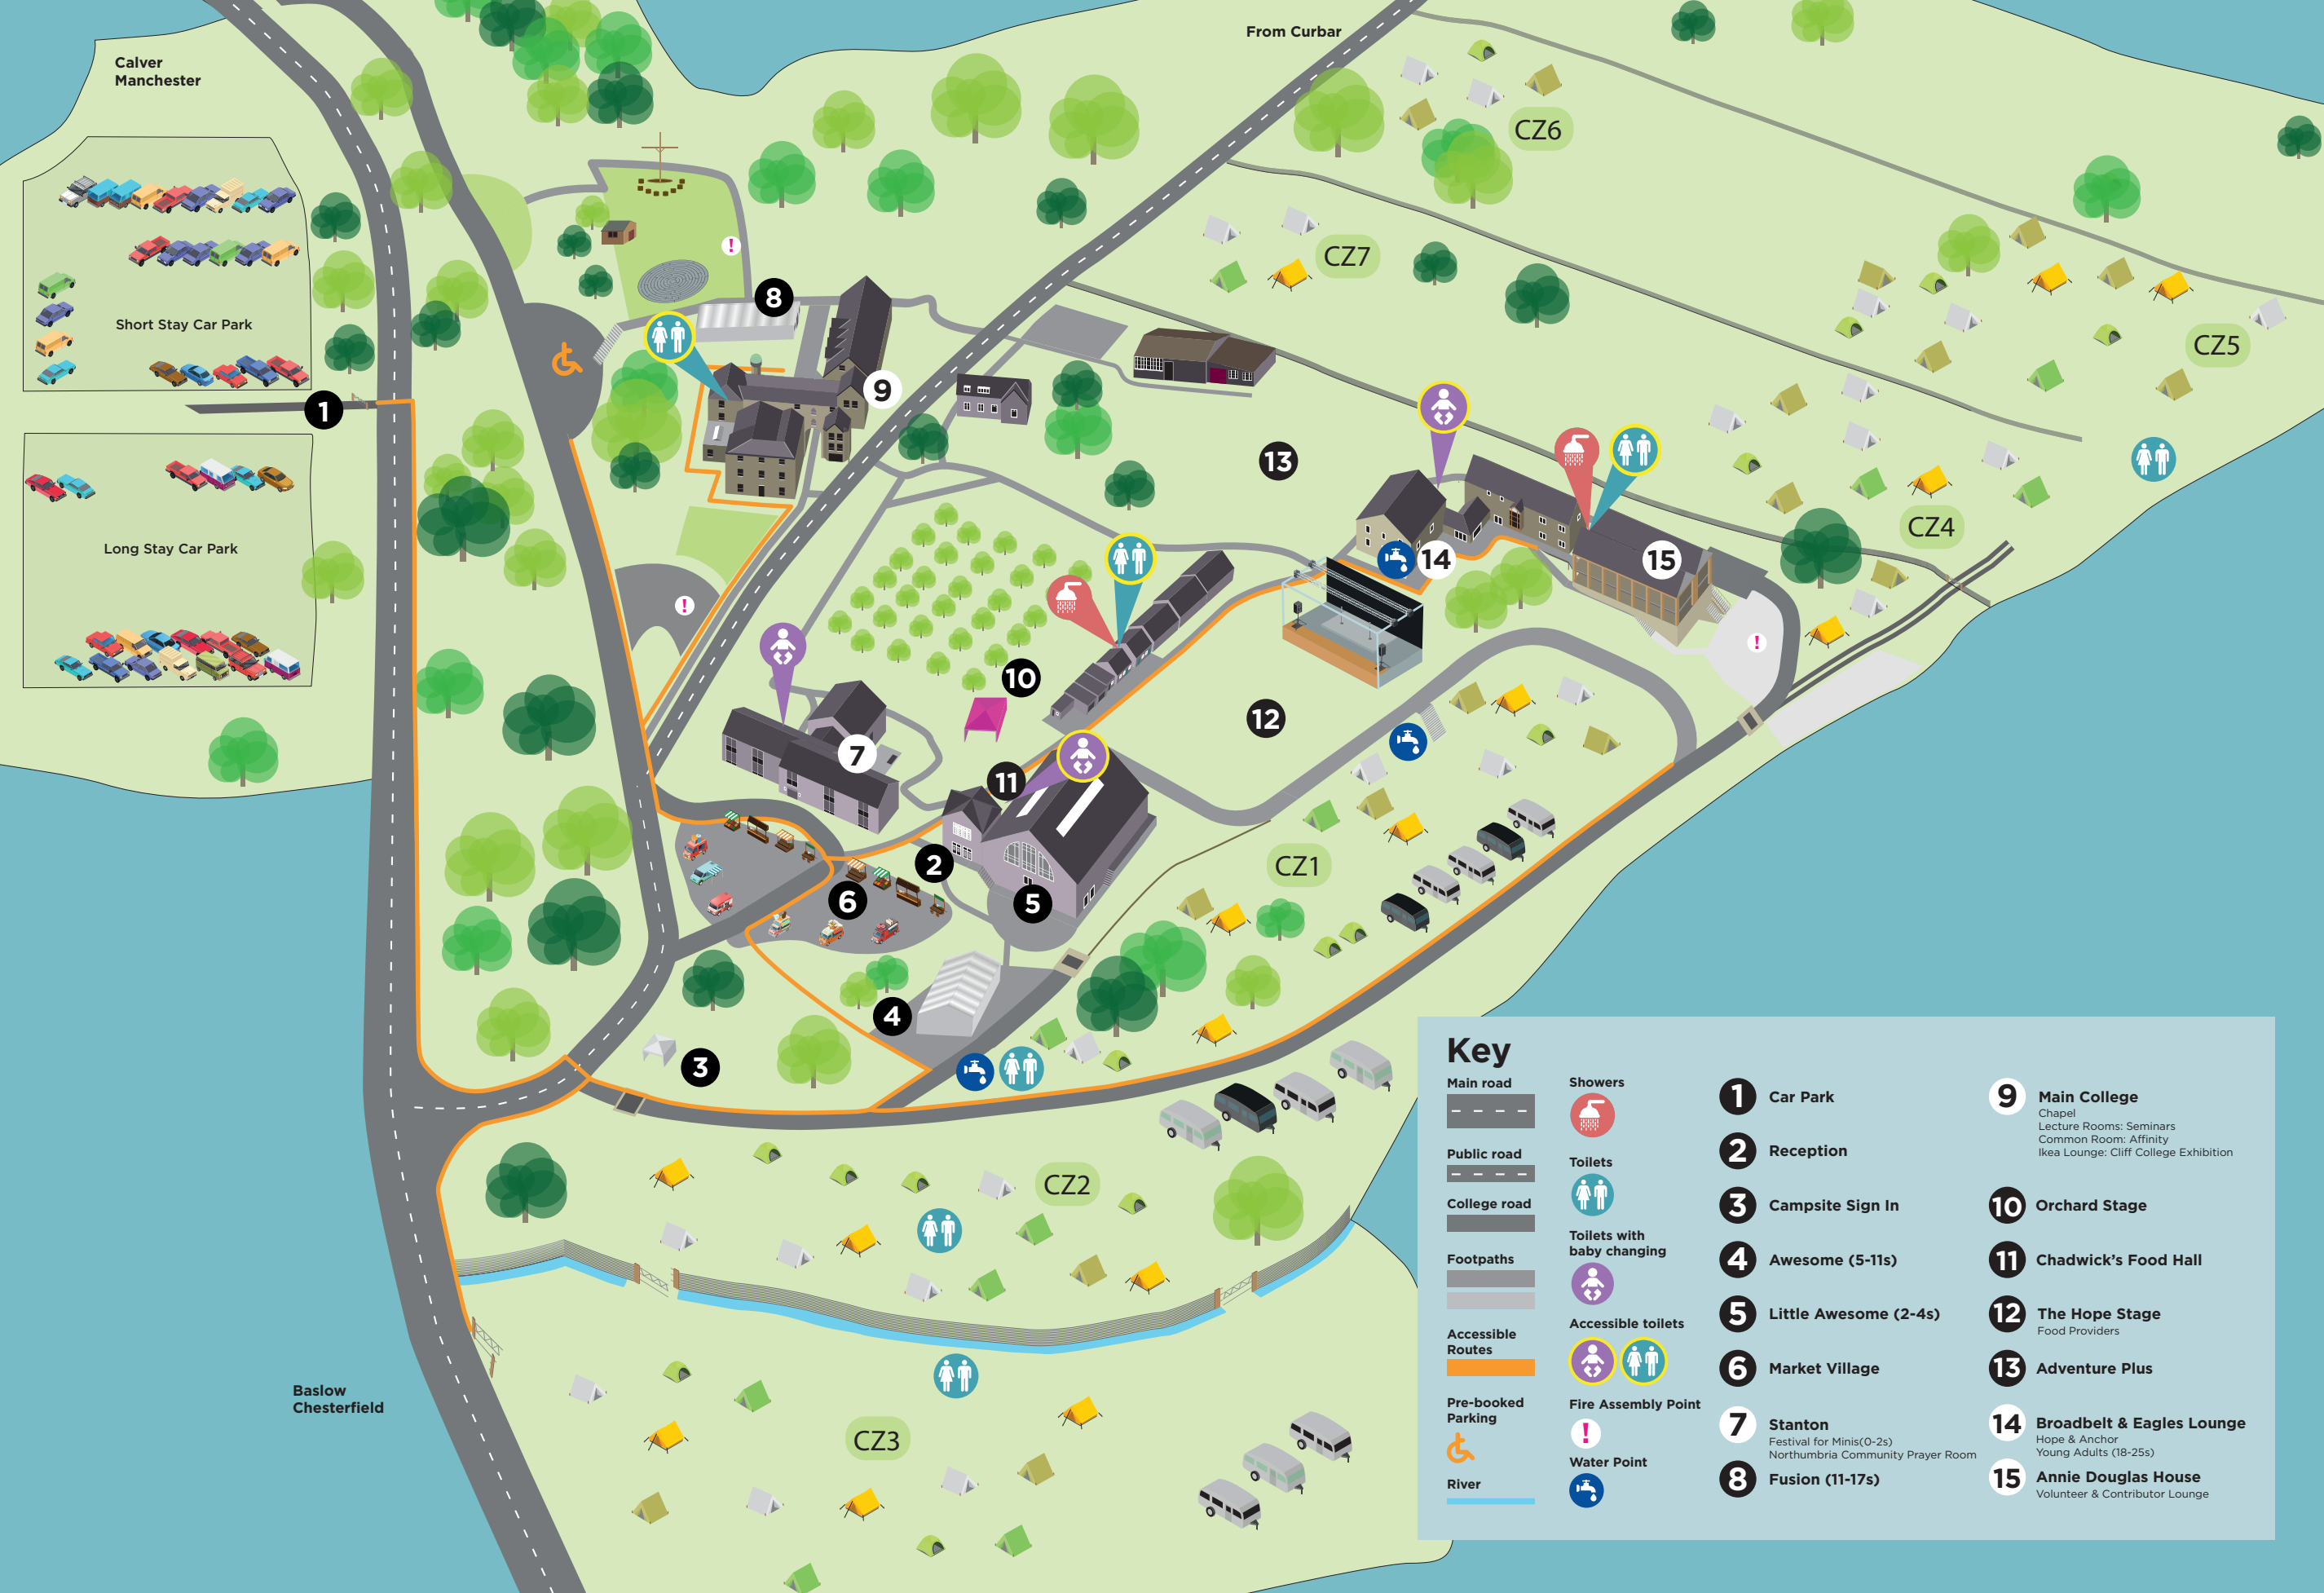 From Curbar
Calver
Manchester
CZ6
CZ7
8
Short Stay Car Park
CZ5
9
1
13
CZ4
Long Stay Car Park
14
15
10
12
7
11
2
CZ1
6
5
4
3
CZ2
Baslow
Chesterfield
CZ3
!
!
!
Key
Main road
Public road
College road
Footpaths
Accessible
Routes
Pre-booked
Parking
River
Showers
Toilets
Toilets with
baby changing
Accessible toilets
Fire Assembly Point
!
Water Point
1 Car Park
2 Reception
3 Campsite Sign In
4 Awesome (5-11s)
5 Little Awesome (2-4s)
6 Market Village
7 Stanton
Festival for Minis(0-2s)
Northumbria Community Prayer Room
8 Fusion (11-17s)
9 Main College
Chapel
Lecture Rooms: Seminars
Common Room: Affinity
Ikea Lounge: Cliff College Exhibition
10 Orchard Stage
11 Chadwick's Food Hall
12 The Hope Stage
Food Providers
13 Adventure Plus
14 Broadbelt & Eagles Lounge
Hope & Anchor
Young Adults (18-25s)
15 Annie Douglas House
Volunteer & Contributor Lounge